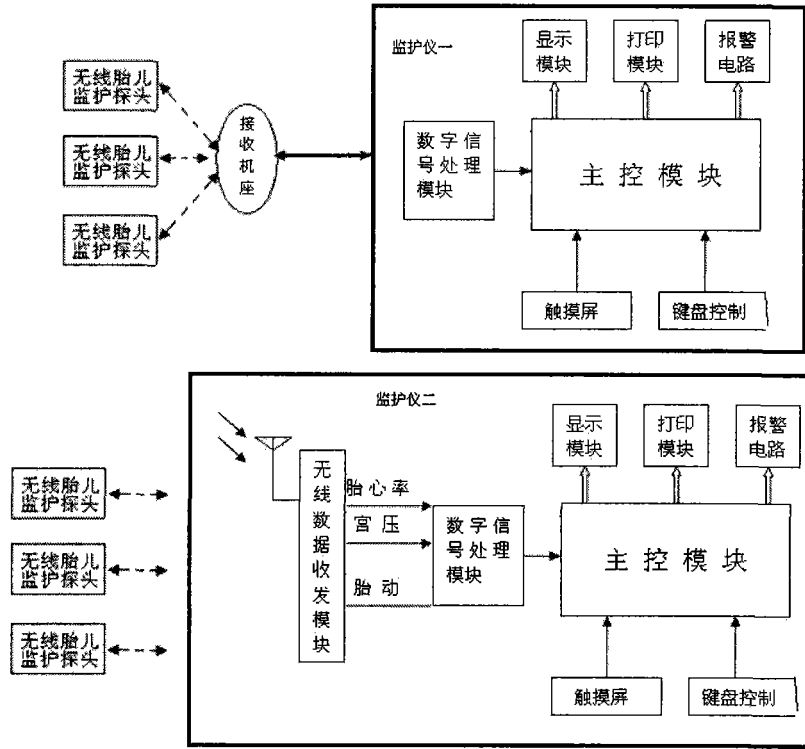 监护仪一
显示
模块
打印
模块
报警
电路
无线胎儿
监护探头
无线胎儿
监护探头
无线胎儿
监护探头
接
收
机
座
数字信
号处理
模块
主控模块
触摸屏
键盘控制
监护仪二
显示
模块
打印
模块
报警
电路
无线胎儿
监护探头
无线胎儿
监护探头
无线胎儿
监护探头
无
线
数
据
收
发
模
块
胎心率
宫压
胎动
数字信
号处理
模块
主控模块
触摸屏
键盘控制